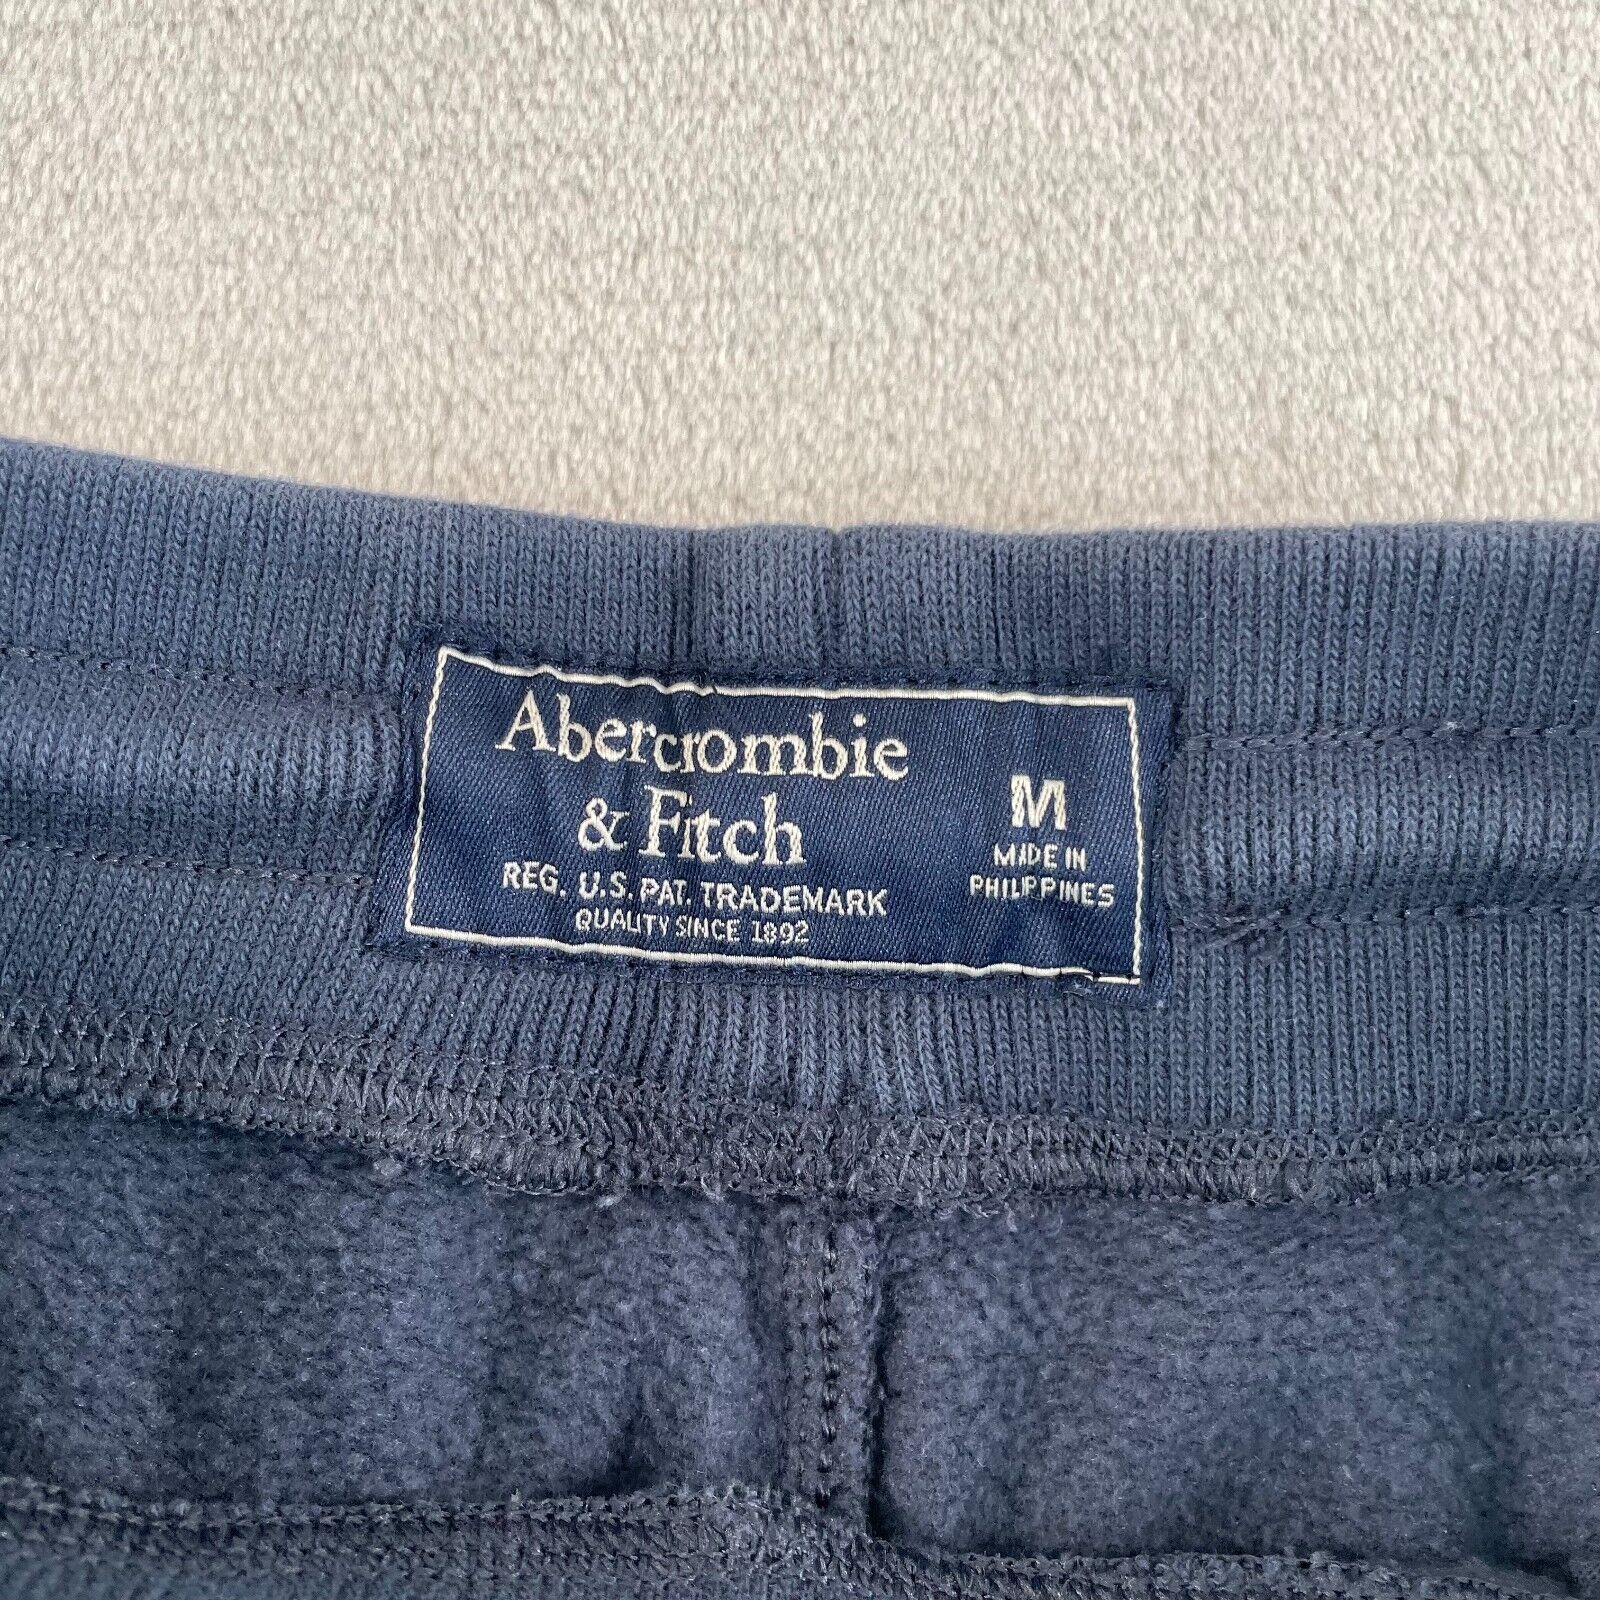 Abercrombie
& Fitch
REG. U.S. PAT. TRADEMARK
QUALITY SINCE 1892
M
MADE IN
PHILIPPINES